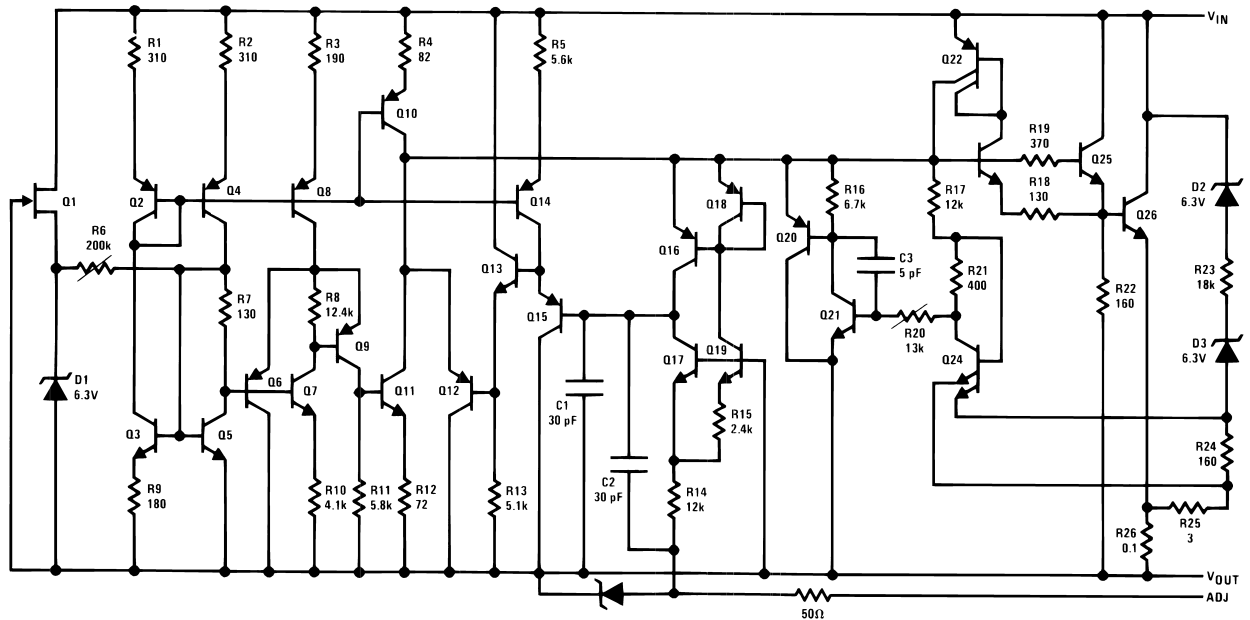 R1
310
R2
310
R3
190
R4
82
R5
5.6k
VIN
Q22
Q10
R19
370
Q25
R18
130
Q1
Q2
Q4
Q8
Q14
Q18
R16
6.7k
R17
12k
Q26
D2
6.3V
R6
200k
Q16
Q20
C3
5 pF
Q13
R21
400
R23
18k
R7
130
R8
12.4k
Q15
Q21
R20
13k
R22
160
Q9
Q17
Q19
Q24
D3
6.3V
D1
6.3V
Q6
Q7
Q11
Q12
C1
30 pF
R15
2.4k
Q3
Q5
R24
160
C2
30 pF
R9
180
R10
4.1k
R11
5.8k
R12
72
R13
5.1k
R14
12k
R26
0.1
R25
3
VOUT
ADJ
50Ω